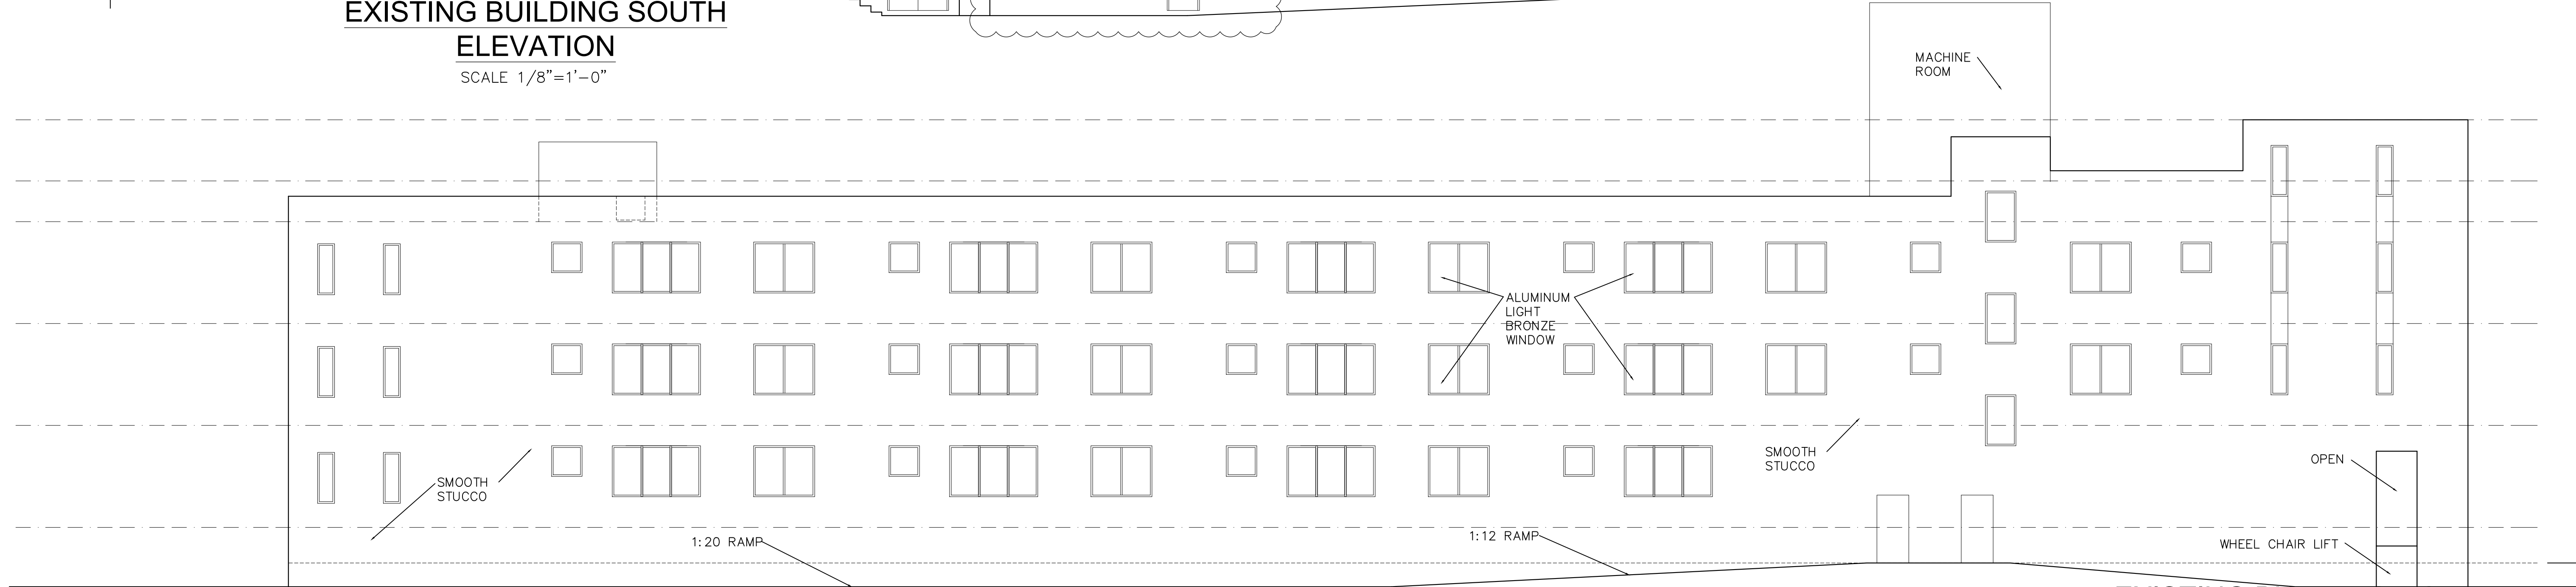 EXISTING BUILDING SOUTH
ELEVATION
SCALE 1/8"=1'-0"
MACHINE
ROOM
ALUMINUM
LIGHT
BRONZE
WINDOW
SMOOTH
STUCCO
SMOOTH
STUCCO
OPEN
1:20 RAMP
1:12 RAMP
WHEEL CHAIR LIFT